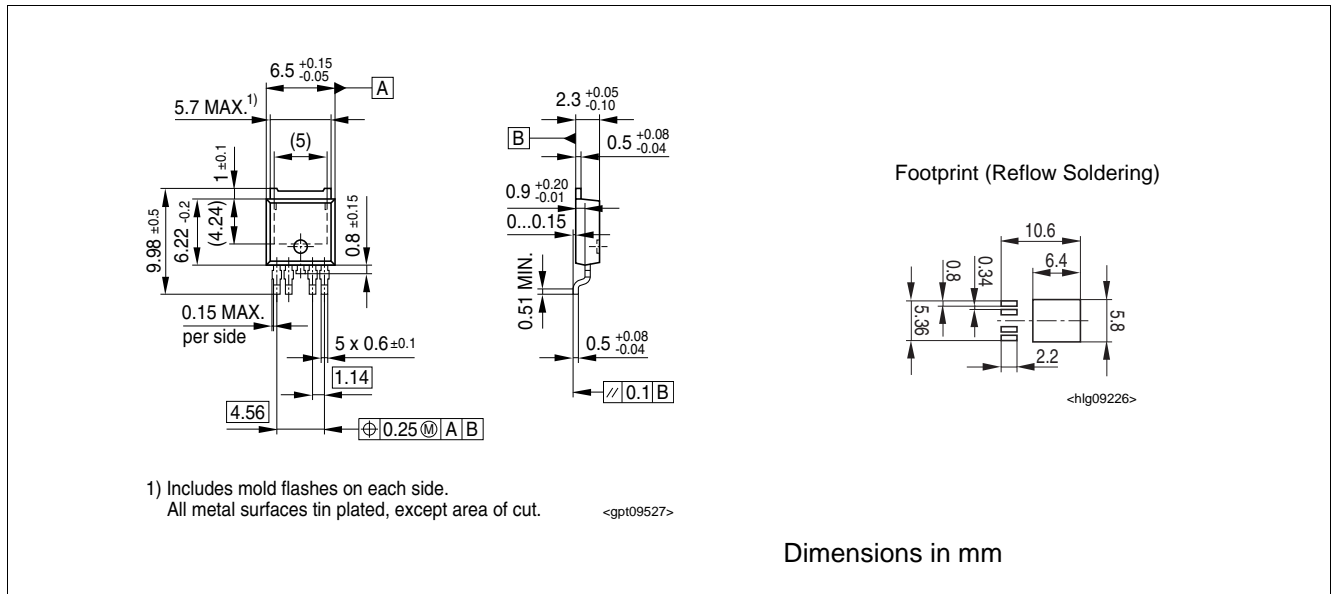 6.5 +0.15 -0.05
A
5.7 MAX.1)
(5)
1 ±0.1
9.98 ±0.5
6.22 -0.2
(4.24)
0.8 ±0.15
0.15 MAX.
per side
5 x 0.6 ±0.1
1.14
4.56
⌖ 0.25 Ⓜ A B
2.3 +0.05 -0.10
B
0.5 +0.08 -0.04
0.9 +0.20 -0.01
0...0.15
0.51 MIN.
0.5 +0.08 -0.04
// 0.1 B
1) Includes mold flashes on each side.
All metal surfaces tin plated, except area of cut.
<gpt09527>
Footprint (Reflow Soldering)
10.6
6.4
0.8
0.34
5.36
5.8
2.2
<hlg09226>
Dimensions in mm